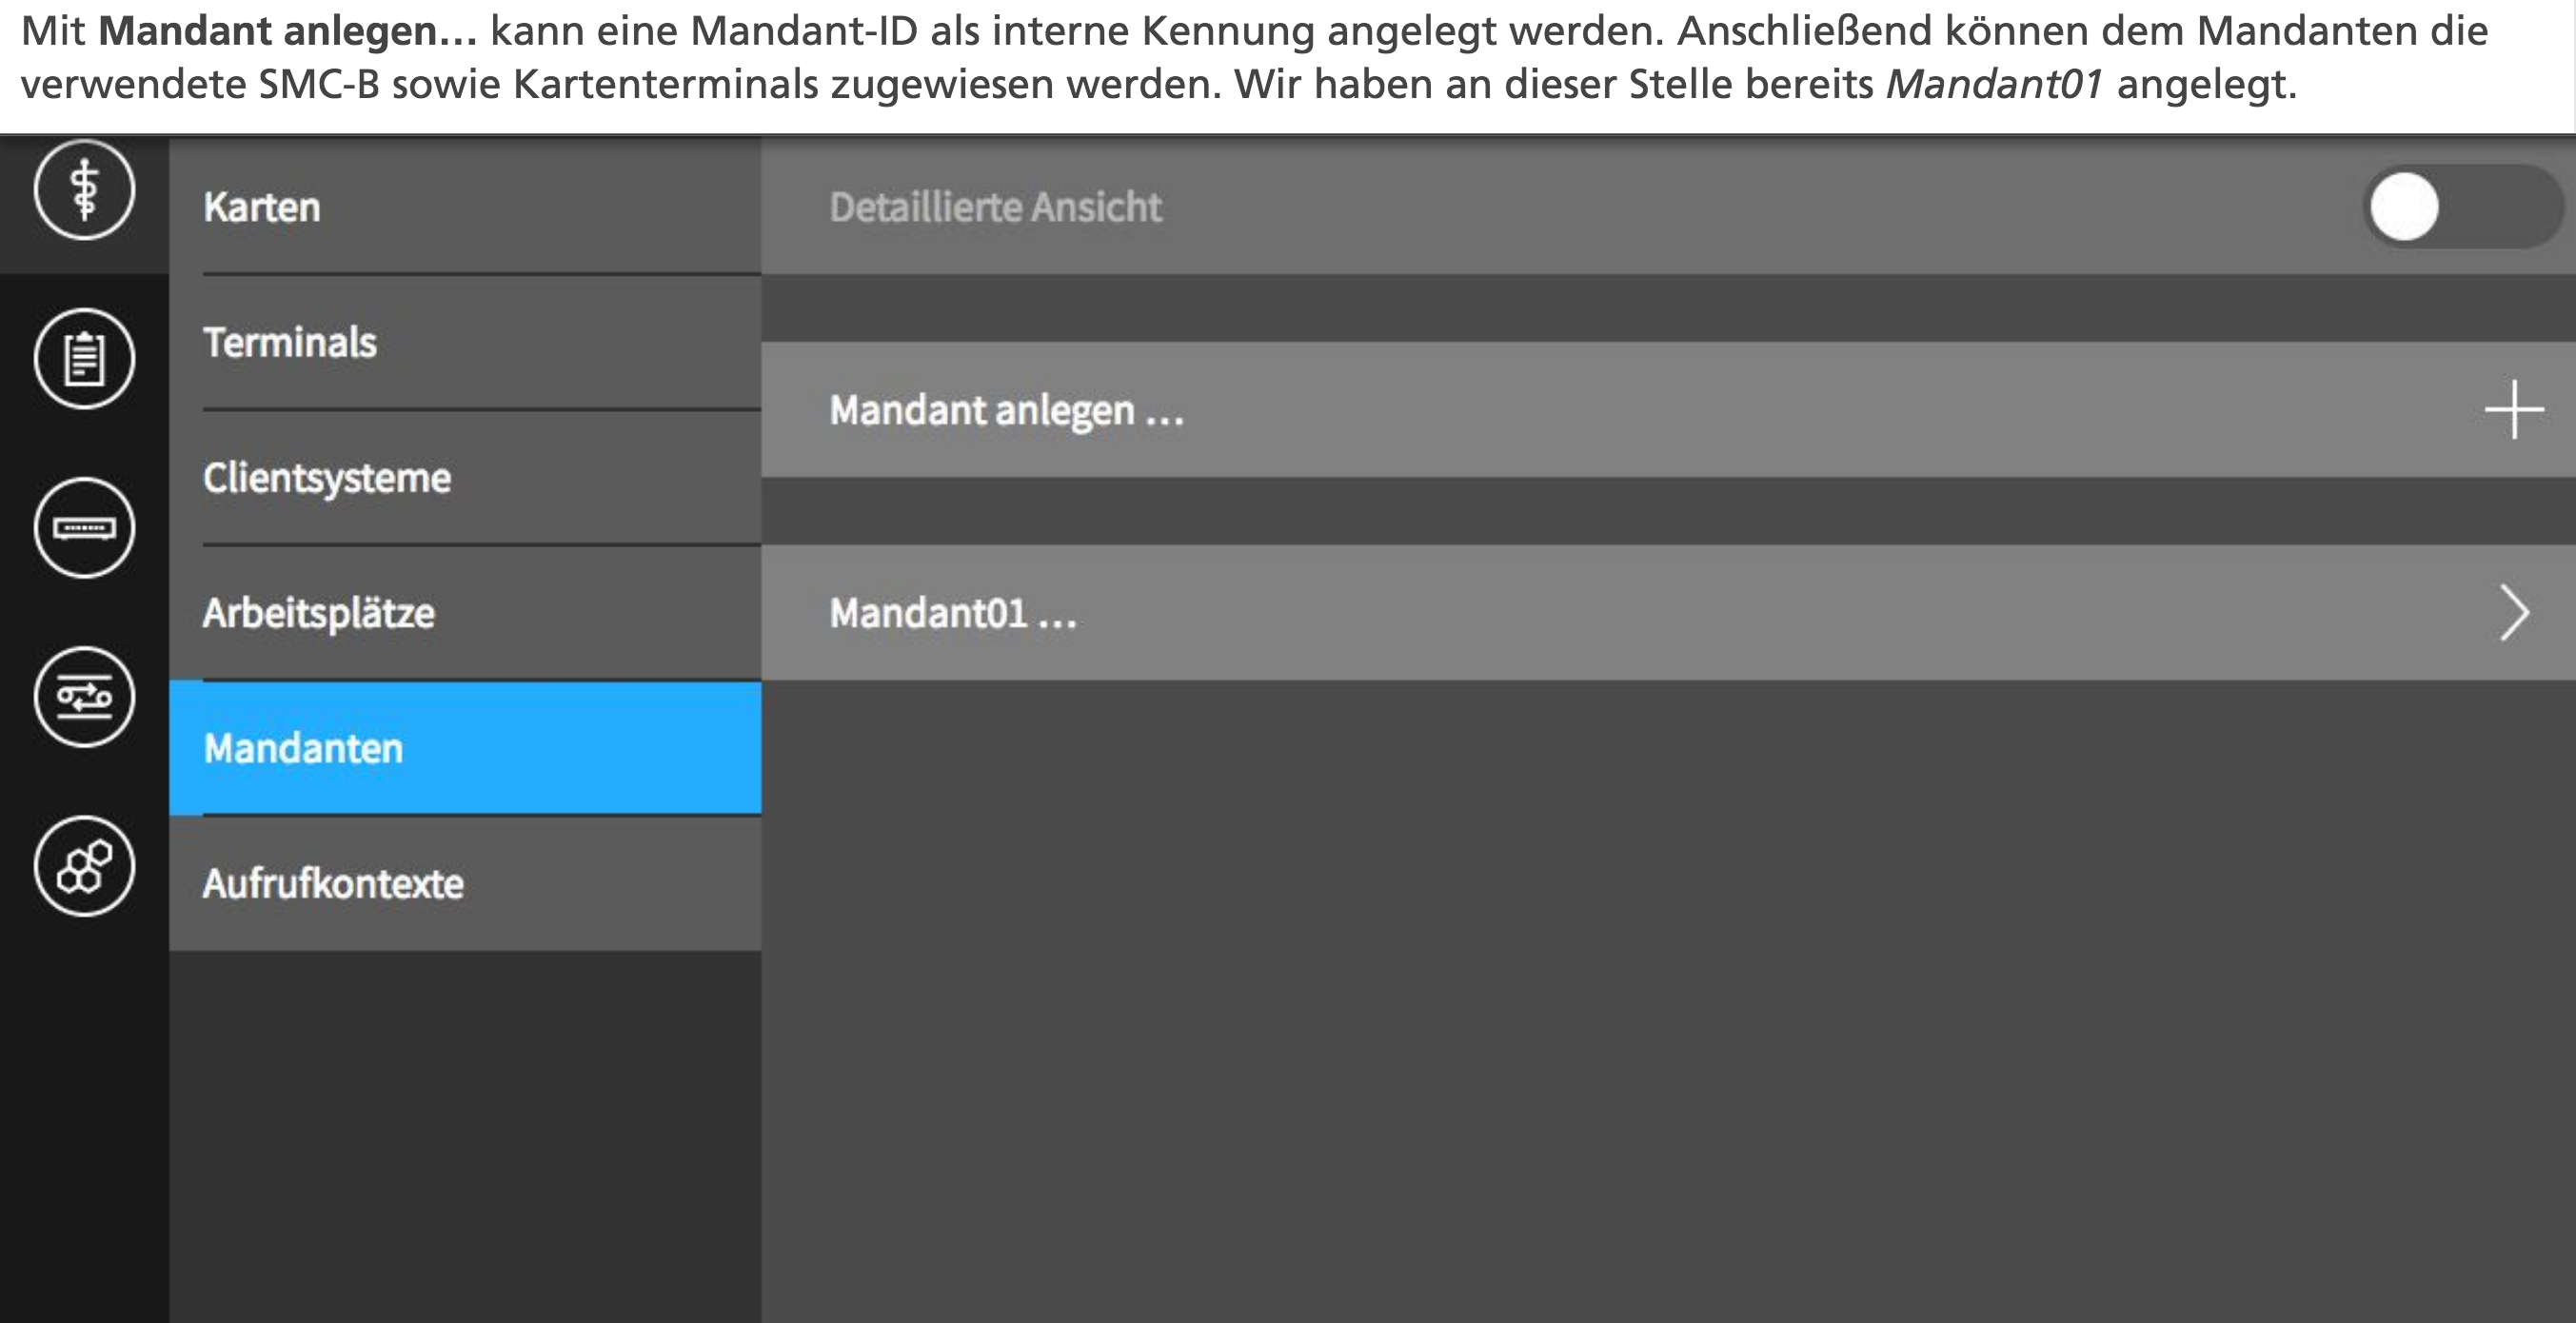 Mit Mandant anlegen... kann eine Mandant-ID als interne Kennung angelegt werden. Anschließend können dem Mandanten die
verwendete SMC-B sowie Kartenterminals zugewiesen werden. Wir haben an dieser Stelle bereits Mandant01 angelegt.
Karten
Terminals
Clientsysteme
Arbeitsplätze
Mandanten
Aufrufkontexte
Detaillierte Ansicht
Mandant anlegen ...
Mandant01 ...